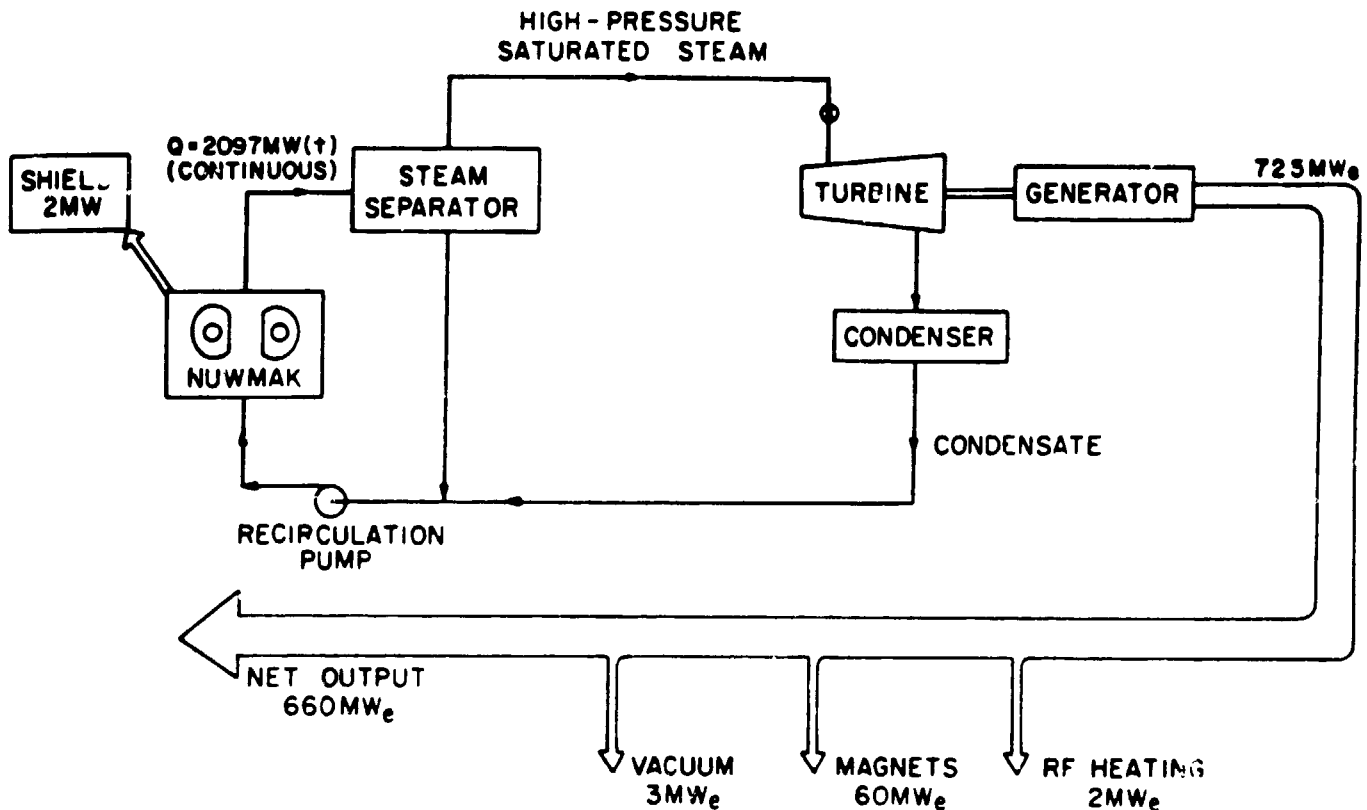 HIGH-PRESSURE
SATURATED STEAM
Q=2097MW(t)
(CONTINUOUS)
2MW
STEAM
SEPARATOR
TURBINE
GENERATOR
725MWe
NUWMAK
CONDENSER
CONDENSATE
RECIRCULATION
PUMP
NET OUTPUT
660MWe
VACUUM
3MWe
MAGNETS
60MWe
RF HEATING
2MWe